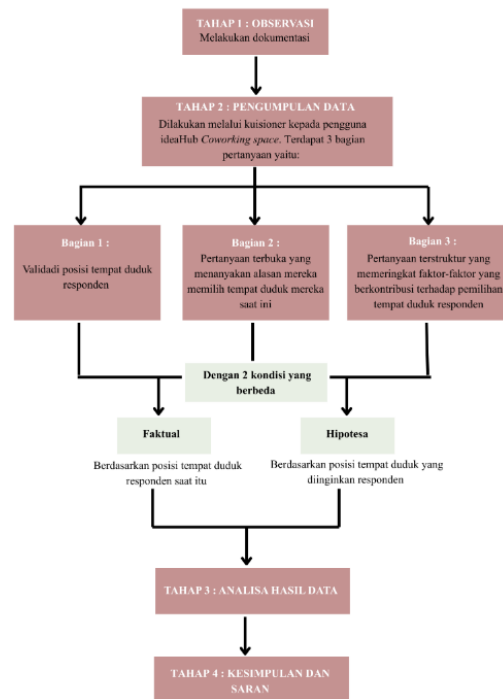 TAHAP 1 : OBSERVASI
Melakukan dokumentasi
TAHAP 2 : PENGUMPULAN DATA
Dilakukan melalui kuisioner kepada pengguna
ideaHub Coworking space. Terdapat 3 bagian
pertanyaan yaitu:
Bagian 1 :
Validadi posisi tempat duduk
responden
Bagian 2 :
Pertanyaan terbuka yang
menanyakan alasan mereka
memilih tempat duduk mereka
saat ini
Bagian 3 :
Pertanyaan terstruktur yang
memeringkat faktor-faktor yang
berkontribusi terhadap pemilihan
tempat duduk responden
Dengan 2 kondisi yang
berbeda
Faktual
Berdasarkan posisi tempat duduk
responden saat itu
Hipotesa
Berdasarkan posisi tempat duduk yang
diinginkan responden
TAHAP 3 : ANALISA HASIL DATA
TAHAP 4 : KESIMPULAN DAN
SARAN